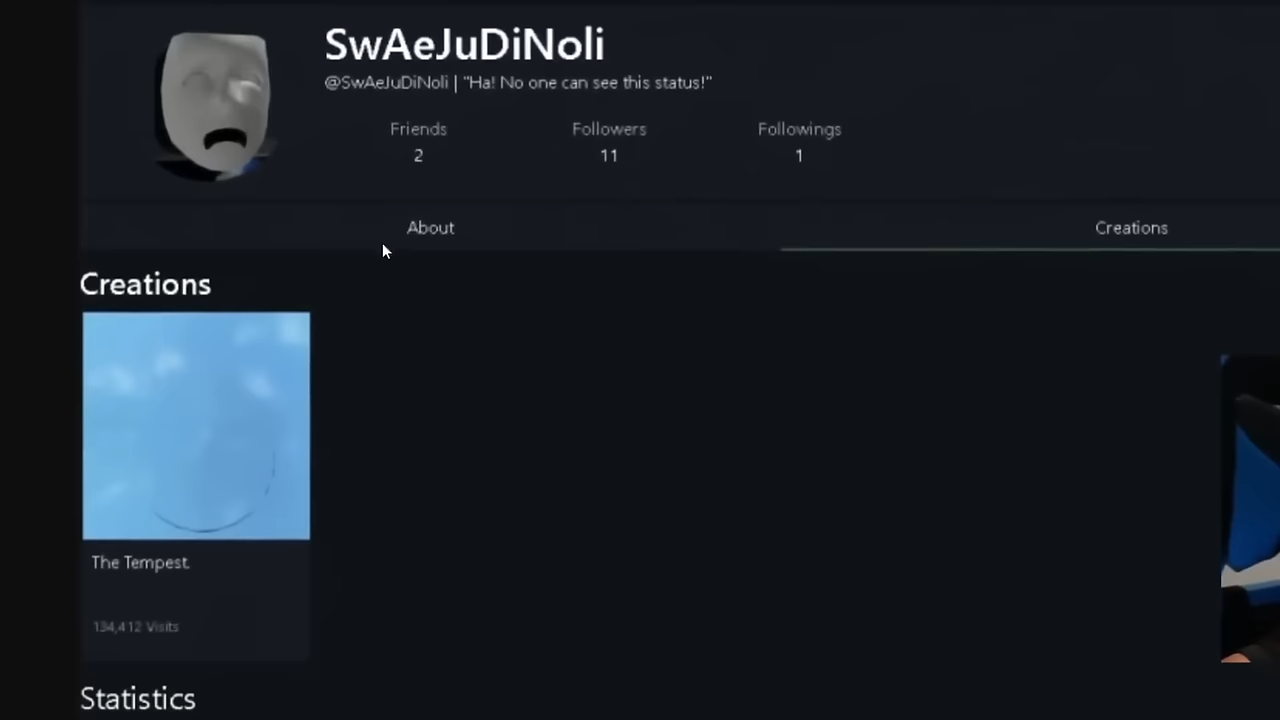 SwAeJuDiNoli
@SwAeJuDiNoli | "Ha! No one can see this status!"
Friends Followers Followings
2 11 1
About Creations
Creations
The Tempest.
134,412 Visits
Statistics